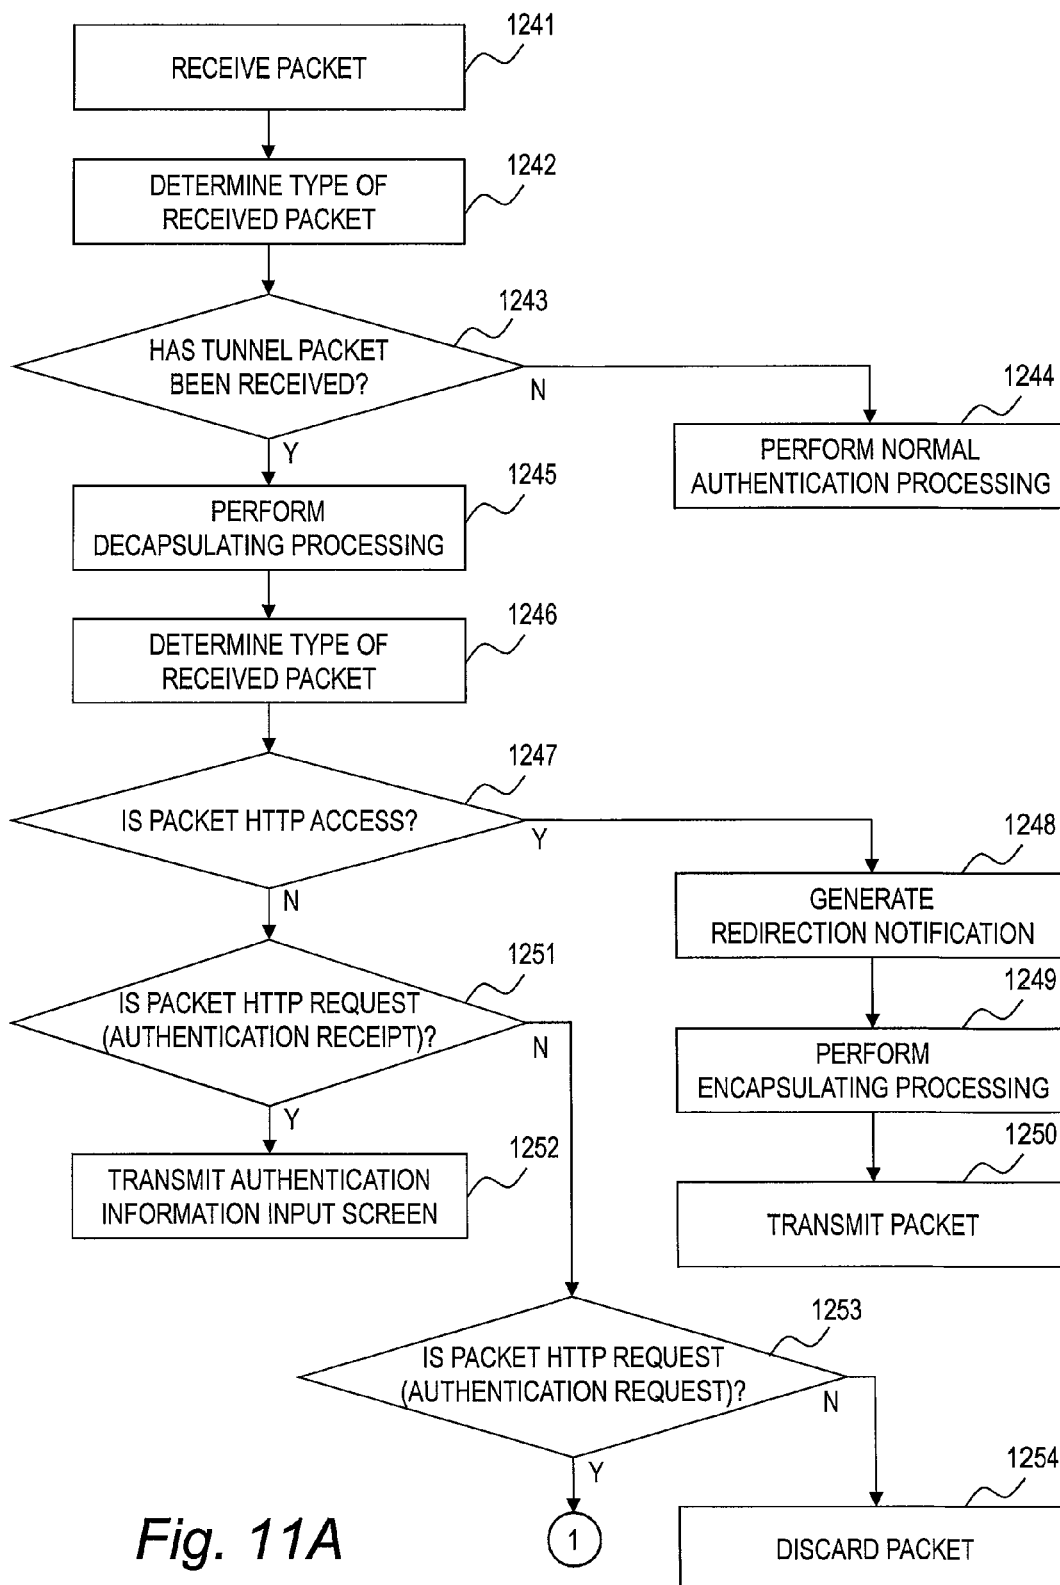 1241
RECEIVE PACKET
1242
DETERMINE TYPE OF
RECEIVED PACKET
1243
HAS TUNNEL PACKET
BEEN RECEIVED?
N
Y
1244
PERFORM NORMAL
AUTHENTICATION PROCESSING
1245
PERFORM
DECAPSULATING PROCESSING
1246
DETERMINE TYPE OF
RECEIVED PACKET
1247
IS PACKET HTTP ACCESS?
Y
N
1248
GENERATE
REDIRECTION NOTIFICATION
1249
PERFORM
ENCAPSULATING PROCESSING
1250
TRANSMIT PACKET
1251
IS PACKET HTTP REQUEST
(AUTHENTICATION RECEIPT)?
N
Y
1252
TRANSMIT AUTHENTICATION
INFORMATION INPUT SCREEN
1253
IS PACKET HTTP REQUEST
(AUTHENTICATION REQUEST)?
N
Y
1254
DISCARD PACKET
1
Fig. 11A